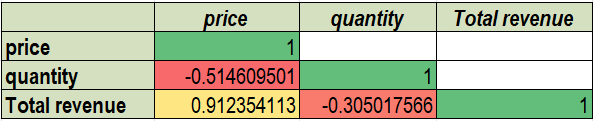 price quantity Total revenue
price 1
quantity -0.514609501 1
Total revenue 0.912354113 -0.305017566 1